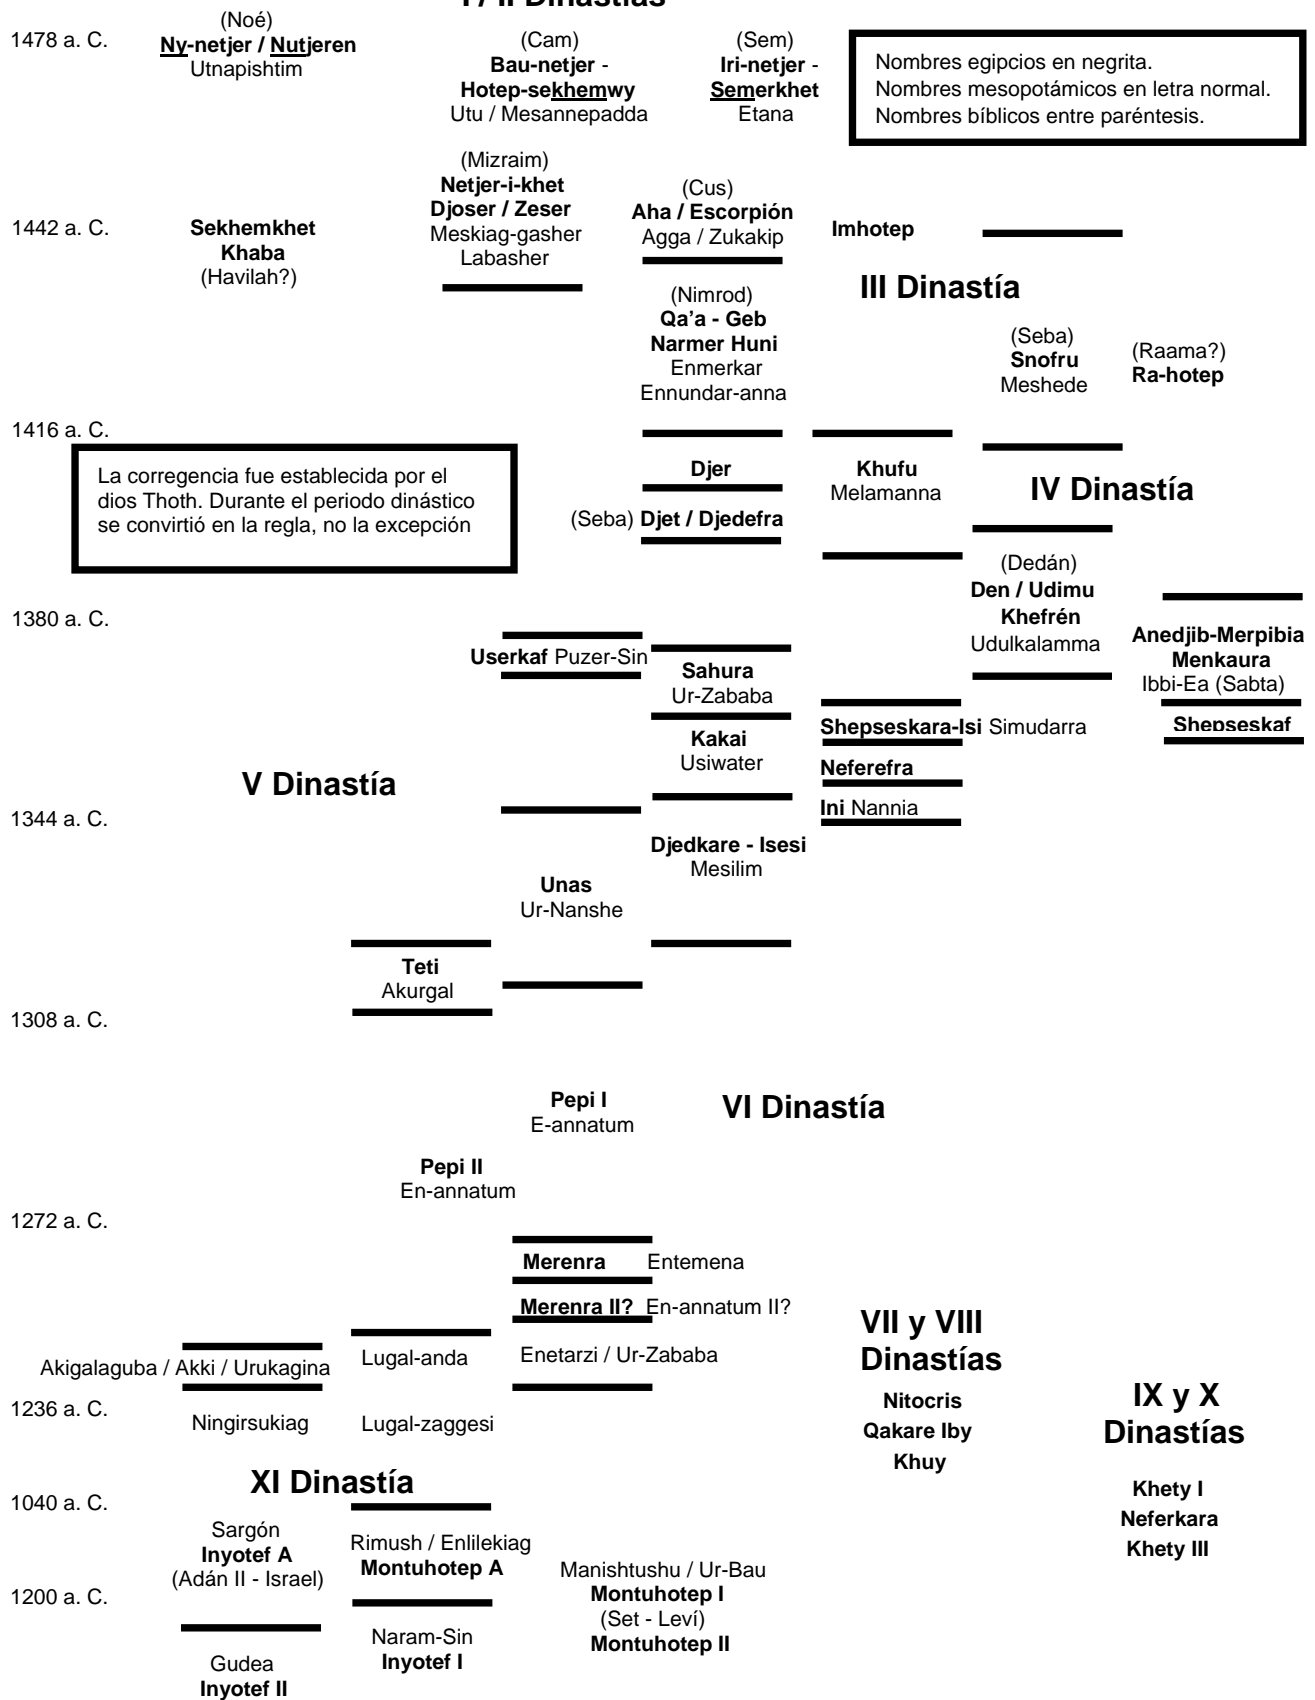 I / II Dinastías
1478 a. C.
(Noé)
Ny-netjer / Nutjeren
Utnapishtim
(Cam)
Bau-netjer -
Hotep-sekhemwy
Utu / Mesannepadda
(Sem)
Iri-netjer -
Semerkhet
Etana
Nombres egipcios en negrita.
Nombres mesopotámicos en letra normal.
Nombres bíblicos entre paréntesis.
1442 a. C.
Sekhemkhet
Khaba
(Havilah?)
(Mizraim)
Netjer-i-khet
Djoser / Zeser
Meskiag-gasher
Labasher
(Cus)
Aha / Escorpión
Agga / Zukakip
Imhotep
III Dinastía
(Nimrod)
Qa'a - Geb
Narmer Huni
Enmerkar
Ennundar-anna
(Seba)
Snofru
Meshede
(Raama?)
Ra-hotep
1416 a. C.
La corregencia fue establecida por el
dios Thoth. Durante el periodo dinástico
se convirtió en la regla, no la excepción
Djer
(Seba) Djet / Djedefra
Khufu
Melamanna
IV Dinastía
(Dedán)
Den / Udimu
Khefrén
Udulkalamma
Anedjib-Merpibia
Menkaura
Ibbi-Ea (Sabta)
Shepseskaf
1380 a. C.
Userkaf Puzer-Sin
Sahura
Ur-Zababa
Kakai
Usiwater
Shepseskara-Isi Simudarra
Neferefra
Ini Nannia
V Dinastía
1344 a. C.
Djedkare - Isesi
Mesilim
Unas
Ur-Nanshe
Teti
Akurgal
1308 a. C.
Pepi I
E-annatum
VI Dinastía
Pepi II
En-annatum
1272 a. C.
Merenra Entemena
Merenra II? En-annatum II?
Akigalaguba / Akki / Urukagina
Lugal-anda
Enetarzi / Ur-Zababa
VII y VIII
Dinastías
Nitocris
Qakare Iby
Khuy
IX y X
Dinastías
Khety I
Neferkara
Khety III
1236 a. C.
Ningirsukiag
Lugal-zaggesi
XI Dinastía
1040 a. C.
Sargón
Inyotef A
(Adán II - Israel)
Rimush / Enlilekiag
Montuhotep A
Manishtushu / Ur-Bau
Montuhotep I
(Set - Leví)
Montuhotep II
1200 a. C.
Gudea
Inyotef II
Naram-Sin
Inyotef I